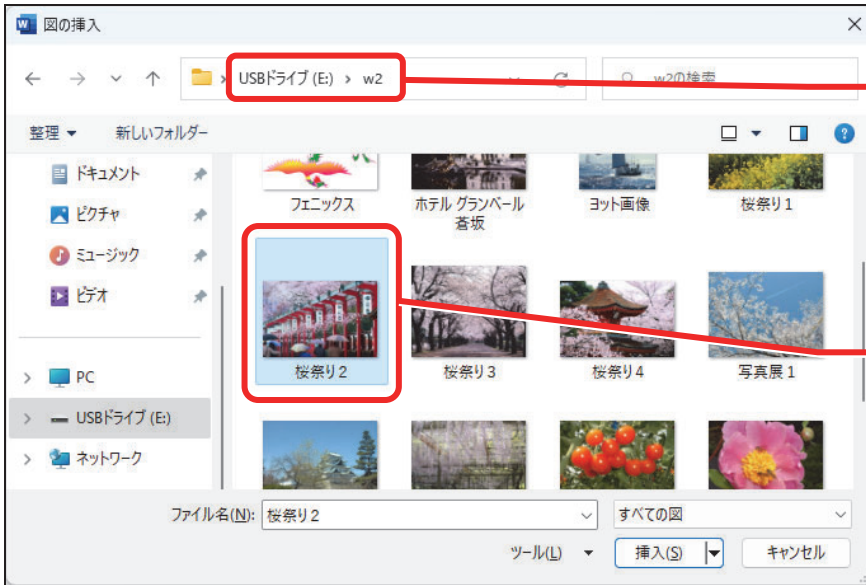 図の挿入
USBドライブ (E:) › w2
w2の検索
整理
新しいフォルダー
ドキュメント
ピクチャ
ミュージック
ビデオ
PC
USBドライブ (E:)
ネットワーク
フェニックス
ホテル グランベール
蒼坂
ヨット画像
桜祭り1
桜祭り2
桜祭り3
桜祭り4
写真展1
ファイル名(N):
桜祭り2
すべての図
ツール(L)
挿入(S)
キャンセル